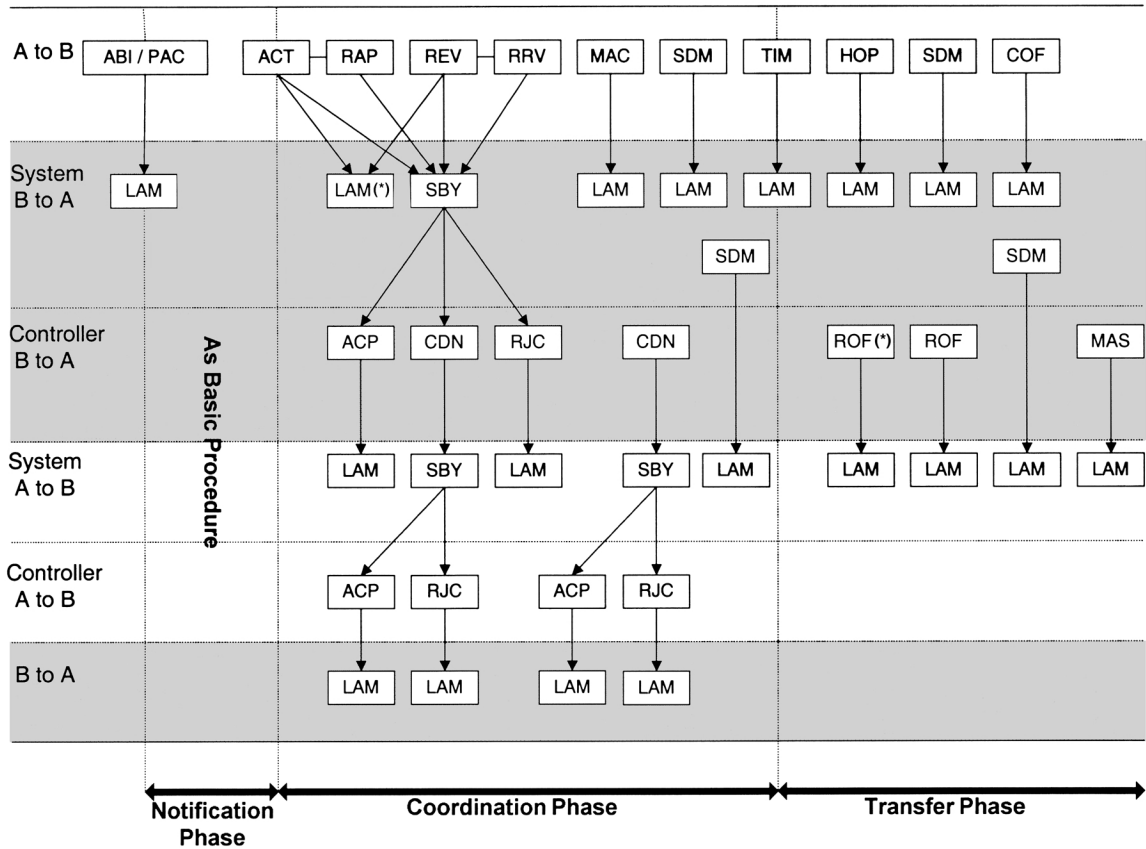 A to B
ABI / PAC
ACT
RAP
REV
RRV
MAC
SDM
TIM
HOP
SDM
COF
System
B to A
LAM
LAM(*)
SBY
LAM
LAM
LAM
LAM
LAM
LAM
SDM
SDM
Controller
B to A
ACP
CDN
RJC
CDN
ROF(*)
ROF
MAS
As Basic Procedure
System
A to B
LAM
SBY
LAM
SBY
LAM
LAM
LAM
LAM
LAM
Controller
A to B
ACP
RJC
ACP
RJC
B to A
LAM
LAM
LAM
LAM
Notification
Phase
Coordination Phase
Transfer Phase